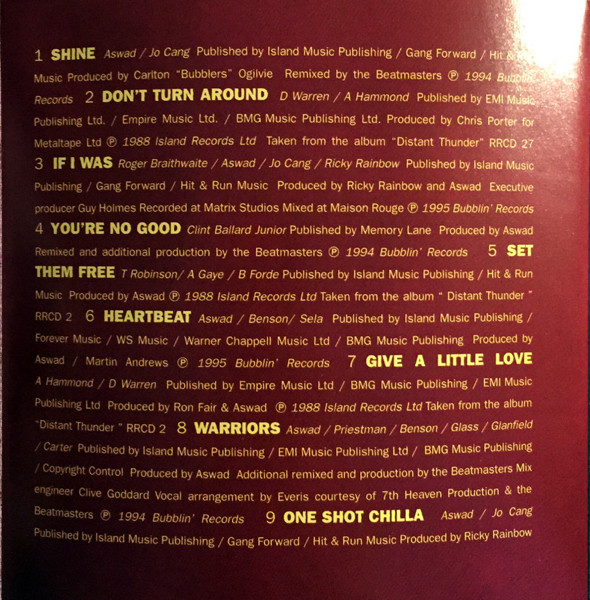 1 SHINE Aswad / Jo Cang Published by Island Music Publishing / Gang Forward / Hit & Run
Music Produced by Carlton "Bubblers" Ogilvie Remixed by the Beatmasters ℗ 1994 Bubblin'
Records 2 DON'T TURN AROUND D Warren / A Hammond Published by EMI Music
Publishing Ltd. / Empire Music Ltd. / BMG Music Publishing Ltd. Produced by Chris Porter for
Metaltape Ltd ℗ 1988 Island Records Ltd Taken from the album "Distant Thunder" RRCD 27
3 IF I WAS Roger Braithwaite / Aswad / Jo Cang / Ricky Rainbow Published by Island Music
Publishing / Gang Forward / Hit & Run Music Produced by Ricky Rainbow and Aswad Executive
producer Guy Holmes Recorded at Matrix Studios Mixed at Maison Rouge ℗ 1995 Bubblin' Records
4 YOU'RE NO GOOD Clint Ballard Junior Published by Memory Lane Produced by Aswad
Remixed and additional production by the Beatmasters ℗ 1994 Bubblin' Records 5 SET
THEM FREE T Robinson/ A Gaye / B Forde Published by Island Music Publishing / Hit & Run
Music Produced by Aswad ℗ 1988 Island Records Ltd Taken from the album " Distant Thunder "
RRCD 2 6 HEARTBEAT Aswad / Benson/ Sela Published by Island Music Publishing /
Forever Music / WS Music / Warner Chappell Music Ltd / BMG Music Publishing Produced by
Aswad / Martin Andrews ℗ 1995 Bubblin' Records 7 GIVE A LITTLE LOVE
A Hammond / D Warren Published by Empire Music Ltd / BMG Music Publishing / EMI Music
Publishing Ltd Produced by Ron Fair & Aswad ℗ 1988 Island Records Ltd Taken from the album
"Distant Thunder " RRCD 2 8 WARRIORS Aswad / Priestman / Benson / Glass / Glanfield
/ Carter Published by Island Music Publishing / EMI Music Publishing Ltd / BMG Music Publishing
/ Copyright Control Produced by Aswad Additional remixed and production by the Beatmasters Mix
engineer Clive Goddard Vocal arrangement by Everis courtesy of 7th Heaven Production & the
Beatmasters ℗ 1994 Bubblin' Records 9 ONE SHOT CHILLA Aswad / Jo Cang
Published by Island Music Publishing / Gang Forward / Hit & Run Music Produced by Ricky Rainbow